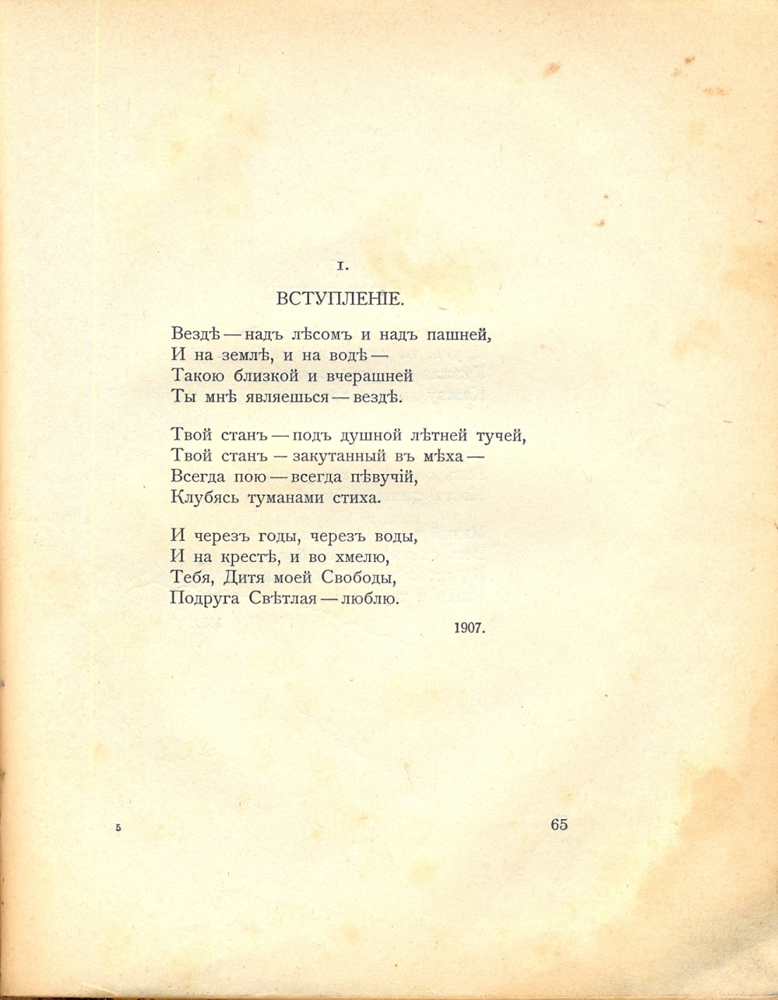 I.
ВСТУПЛЕНІЕ.
Вездѣ — надъ лѣсомъ и надъ пашней,
И на землѣ, и на водѣ —
Такою близкой и вчерашней
Ты мнѣ являешься — вездѣ.
Твой станъ — подъ душной лѣтней тучей,
Твой станъ — закутанный въ мѣха —
Всегда пою — всегда пѣвучій,
Клубясь туманами стиха.
И черезъ годы, черезъ воды,
И на крестѣ, и во хмелю,
Тебя, Дитя моей Свободы,
Подруга Свѣтлая — люблю.
1907.
5
65